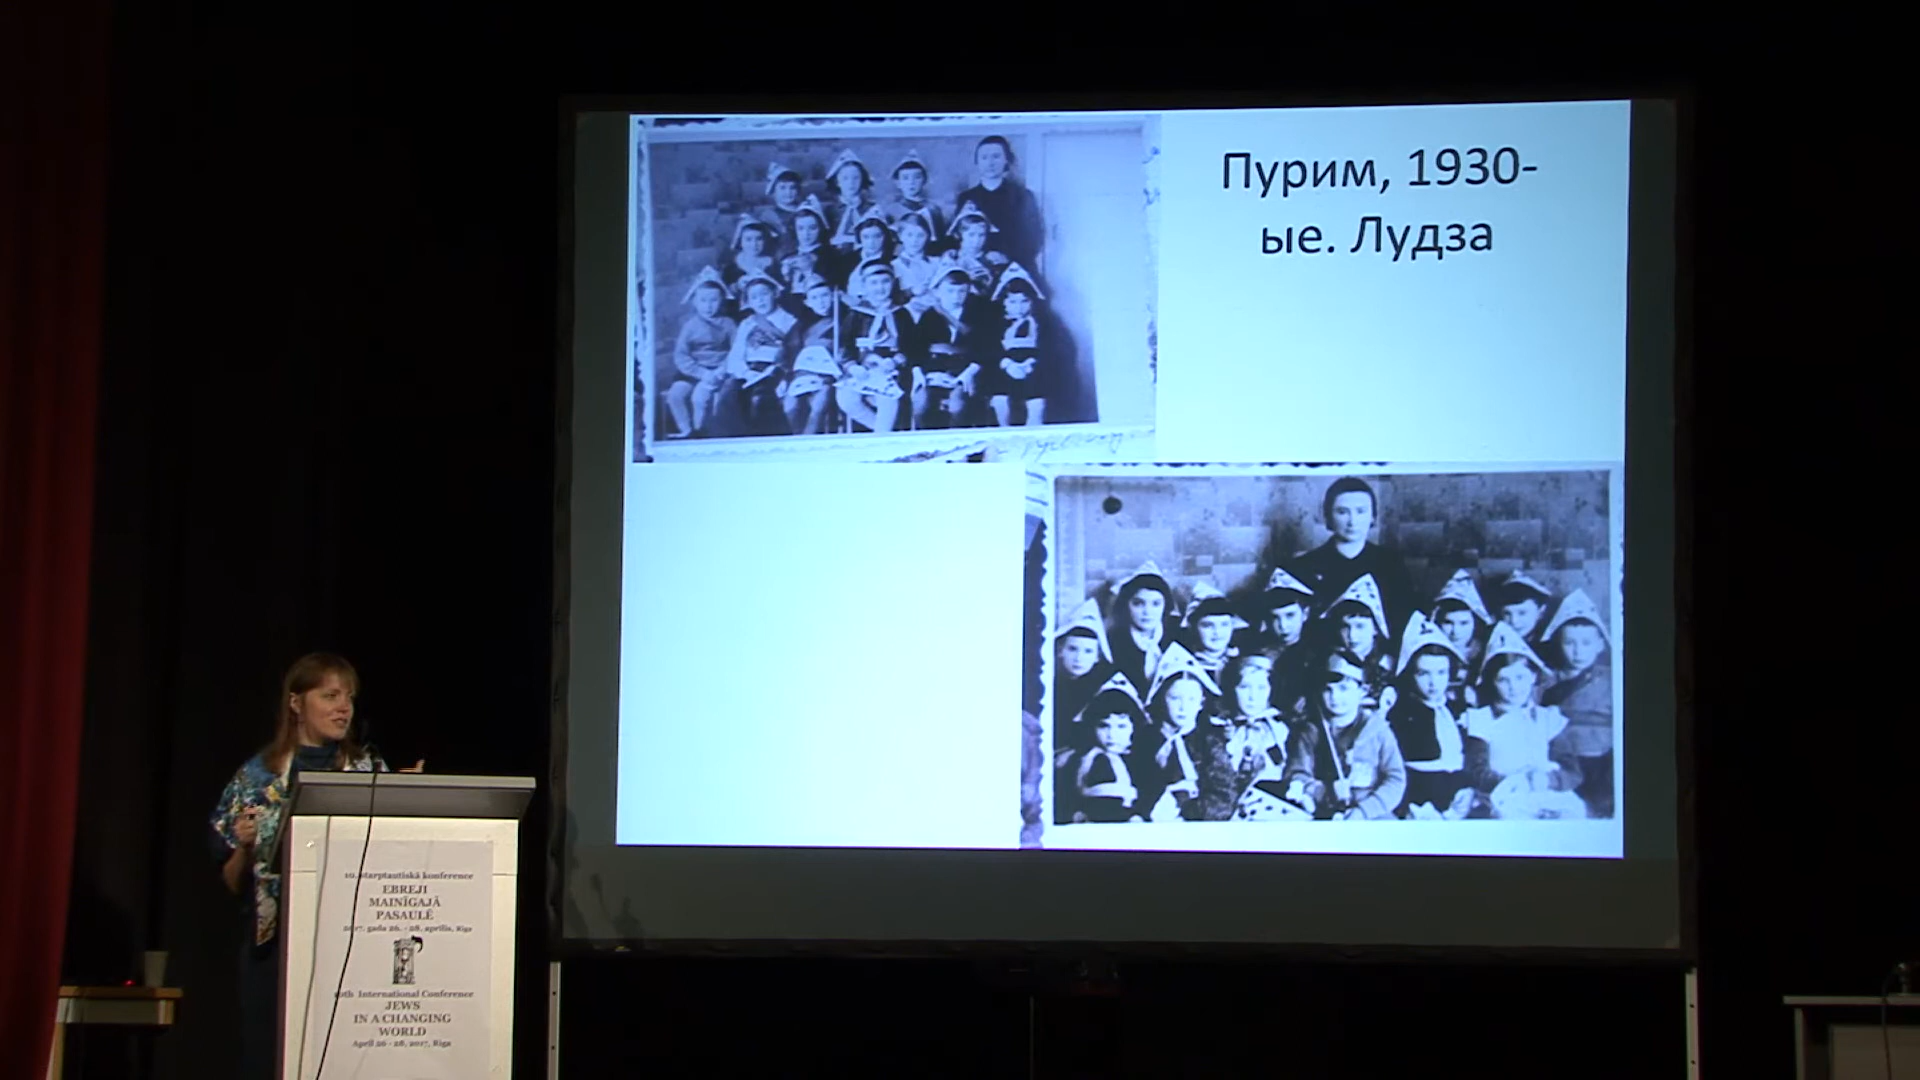 Пурим, 1930-
ые. Лудза
10. starptautiskā konference
EBREJI
MAINĪGAJĀ
PASAULĒ
2017. gada 26. - 28. aprīlis, Rīga
10th International Conference
JEWS
IN A CHANGING
WORLD
April 26 - 28, 2017, Riga